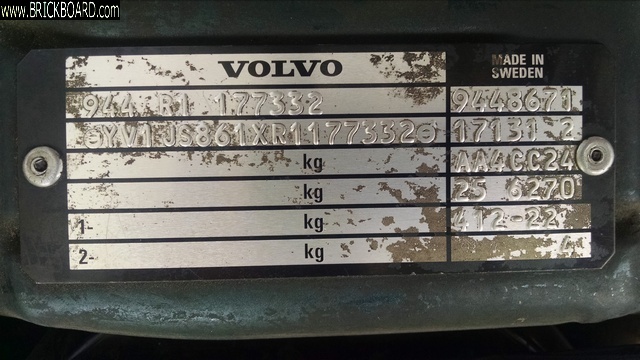 www.BRICKBOARD.com
VOLVO
MADE IN
SWEDEN
944 R1 177332 9448671
YV1JS861XR1177332 17131 2
kg AA4CC24
kg 25 6270
1- kg 412-22
2- kg 4